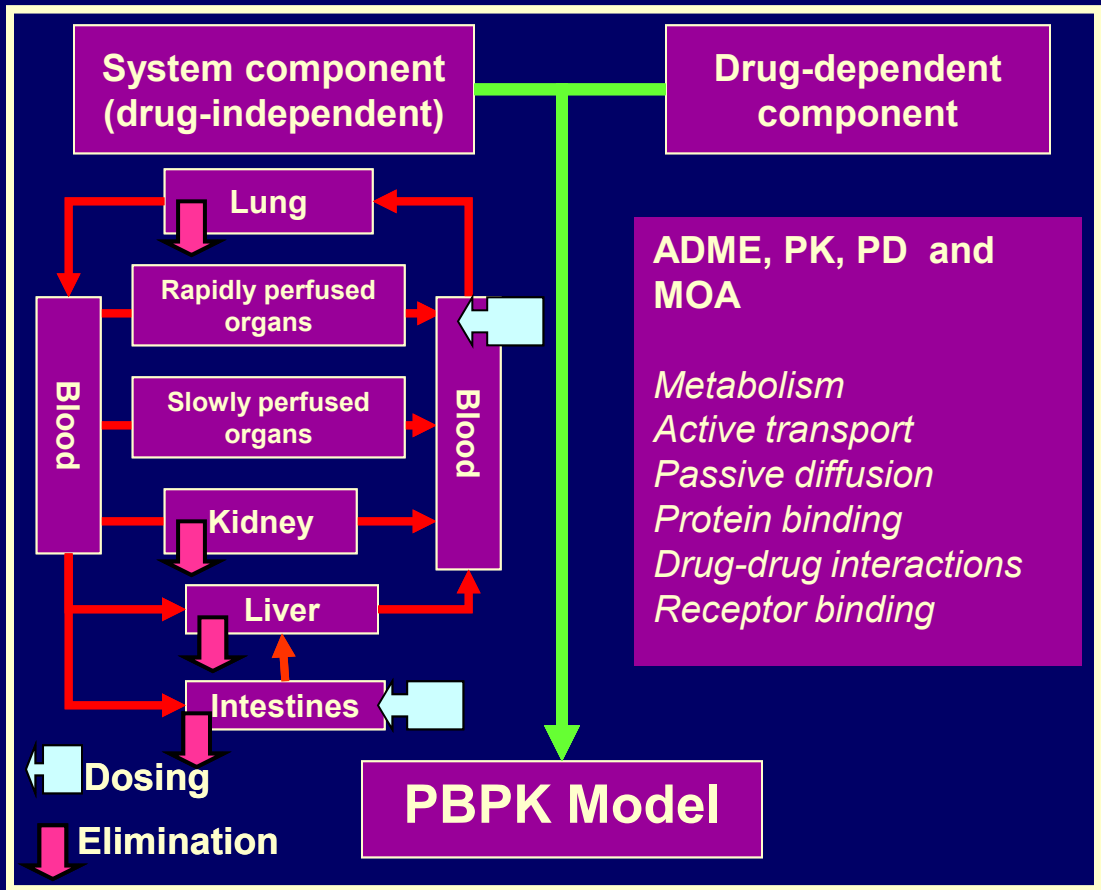 System component
(drug-independent)
Drug-dependent
component
Lung
Rapidly perfused
organs
Blood
Slowly perfused
organs
Blood
Kidney
Liver
Intestines
Dosing
Elimination
ADME, PK, PD and
MOA
Metabolism
Active transport
Passive diffusion
Protein binding
Drug-drug interactions
Receptor binding
PBPK Model